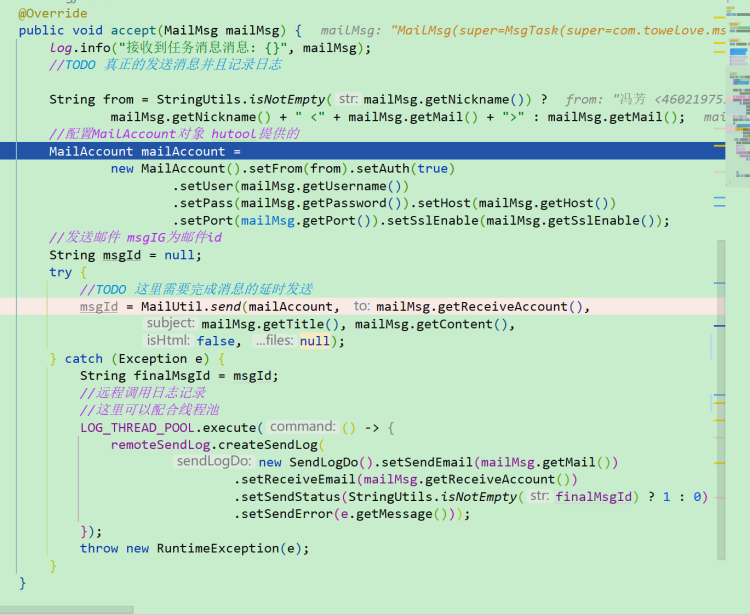 @Override
public void accept(MailMsg mailMsg) {   mailMsg: "MailMsg(super=MsgTask(super=com.towelove.ms
    log.info("接收到任务消息消息: {}", mailMsg);
    //TODO 真正的发送消息并且记录日志
    String from = StringUtils.isNotEmpty( str: mailMsg.getNickname()) ?   from: "冯芳 <46021975
            mailMsg.getNickname() + " <" + mailMsg.getMail() + ">" : mailMsg.getMail();   mai
    //配置MailAccount对象 hutool提供的
    MailAccount mailAccount =
            new MailAccount().setFrom(from).setAuth(true)
                    .setUser(mailMsg.getUsername())
                    .setPass(mailMsg.getPassword()).setHost(mailMsg.getHost())
                    .setPort(mailMsg.getPort()).setSslEnable(mailMsg.getSslEnable());
    //发送邮件 msgIG为邮件id
    String msgId = null;
    try {
        //TODO 这里需要完成消息的延时发送
        msgId = MailUtil.send(mailAccount,  to: mailMsg.getReceiveAccount(),
                subject: mailMsg.getTitle(), mailMsg.getContent(),
                isHtml: false,  ...files: null);
    } catch (Exception e) {
        String finalMsgId = msgId;
        //远程调用日志记录
        //这里可以配合线程池
        LOG_THREAD_POOL.execute( command: () -> {
            remoteSendLog.createSendLog(
                    sendLogDo: new SendLogDo().setSendEmail(mailMsg.getMail())
                            .setReceiveEmail(mailMsg.getReceiveAccount())
                            .setSendStatus(StringUtils.isNotEmpty( str: finalMsgId) ? 1 : 0)
                            .setSendError(e.getMessage()));
        });
        throw new RuntimeException(e);
    }
}